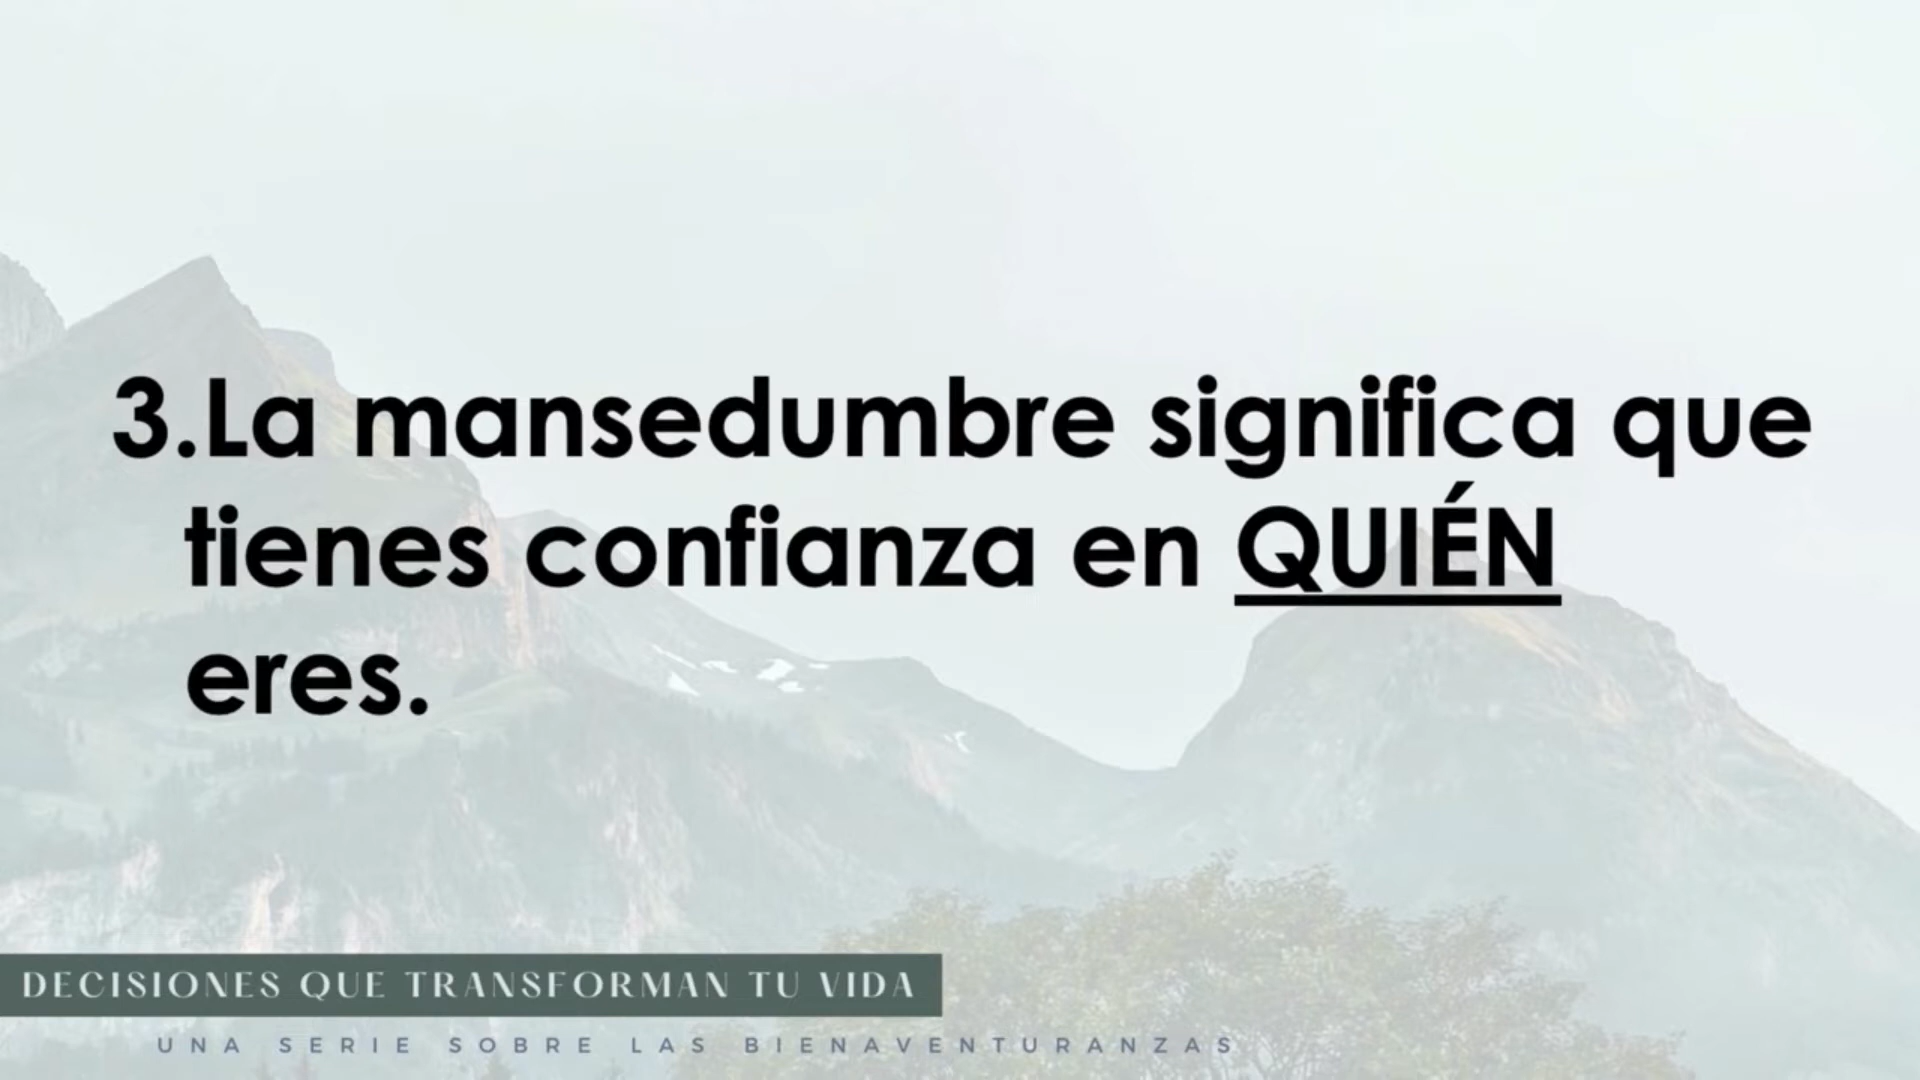 3.La mansedumbre significa que
tienes confianza en QUIÉN
eres.
DECISIONES QUE TRANSFORMAN TU VIDA
UNA SERIE SOBRE LAS BIENAVENTURANZAS